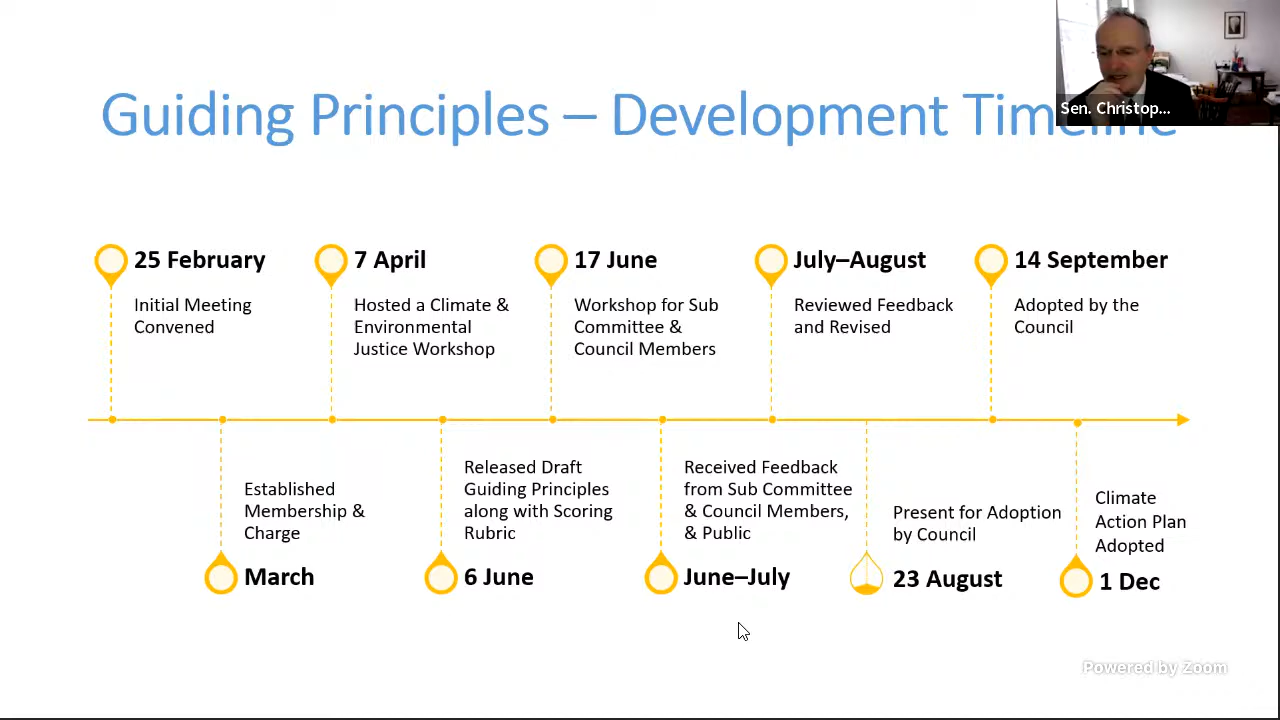 Guiding Principles – Development Timeline
Sen. Christop...
25 February
Initial Meeting
Convened
7 April
Hosted a Climate &
Environmental
Justice Workshop
17 June
Workshop for Sub
Committee &
Council Members
July–August
Reviewed Feedback
and Revised
14 September
Adopted by the
Council
Established
Membership &
Charge
March
Released Draft
Guiding Principles
along with Scoring
Rubric
6 June
Received Feedback
from Sub Committee
& Council Members,
& Public
June–July
Present for Adoption
by Council
23 August
Climate
Action Plan
Adopted
1 Dec
Powered by Zoom